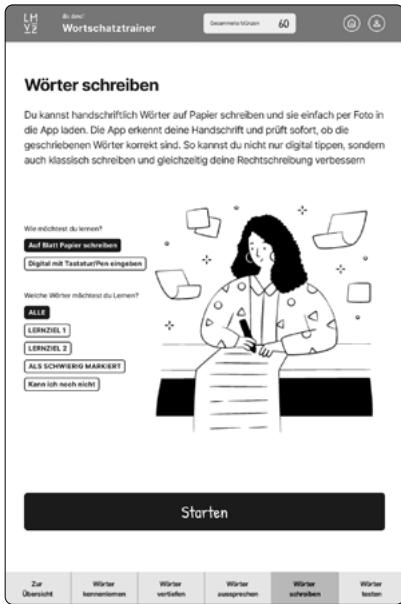 LM
VZ
Wortschatztrainer
Gesammelte Münzen 60
Wörter schreiben
Du kannst handschriftlich Wörter auf Papier schreiben und sie einfach per Foto in
die App laden. Die App erkennt deine Handschrift und prüft sofort, ob die
geschriebenen Wörter korrekt sind. So kannst du nicht nur digital tippen, sondern
auch klassisch schreiben und gleichzeitig deine Rechtschreibung verbessern
Wie möchtest du lernen?
Auf Blatt Papier schreiben
Digital mit Tastatur/Pen eingeben
Welche Wörter möchtest du Lernen?
ALLE
LERNZIEL 1
LERNZIEL 2
ALS SCHWIERIG MARKIERT
Kann ich noch nicht
Starten
Zur Übersicht
Wörter kennenlernen
Wörter vertiefen
Wörter aussprechen
Wörter schreiben
Wörter testen